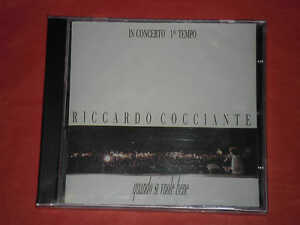 IN CONCERTO 1° TEMPO
RICCARDO COCCIANTE
quando si vuole bene